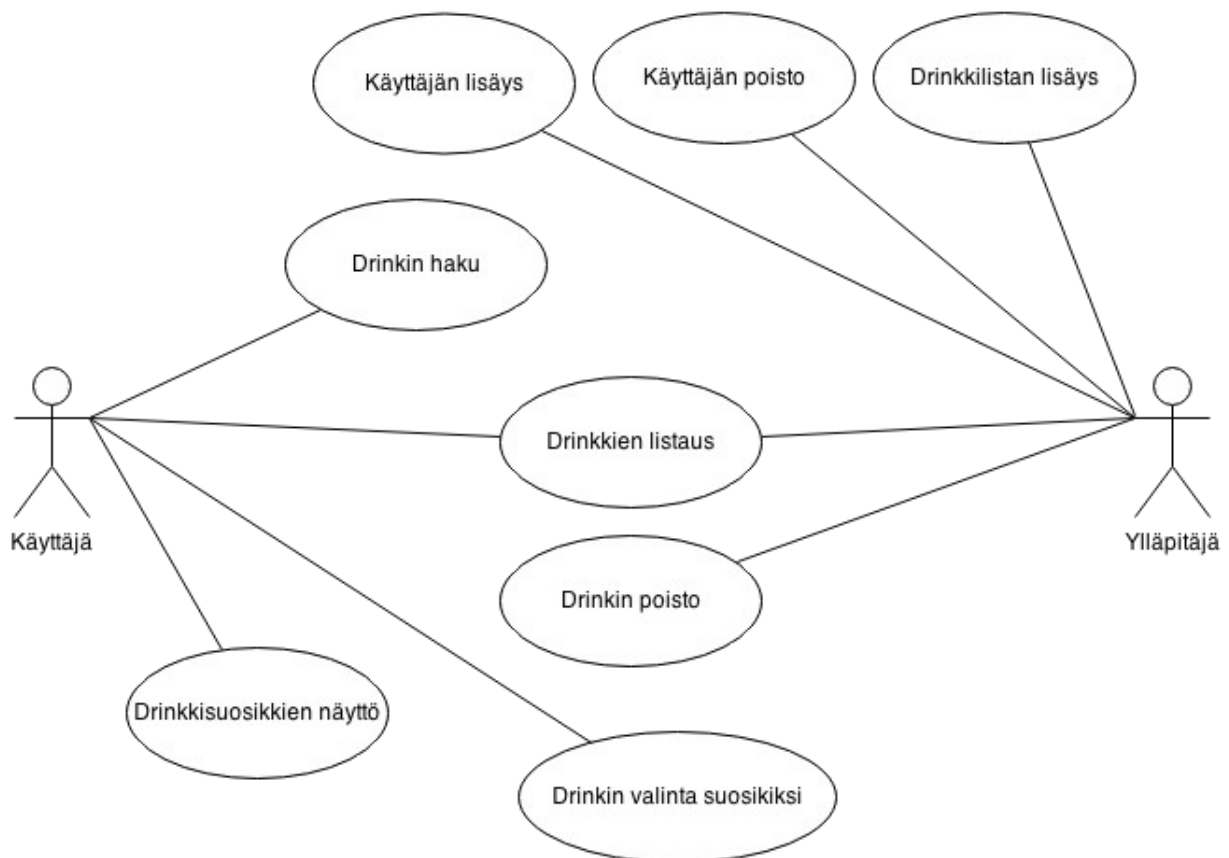 Käyttäjän lisäys
Käyttäjän poisto
Drinkkilistan lisäys
Drinkin haku
Drinkkien listaus
Käyttäjä
Ylläpitäjä
Drinkin poisto
Drinkkisuosikkien näyttö
Drinkin valinta suosikiksi